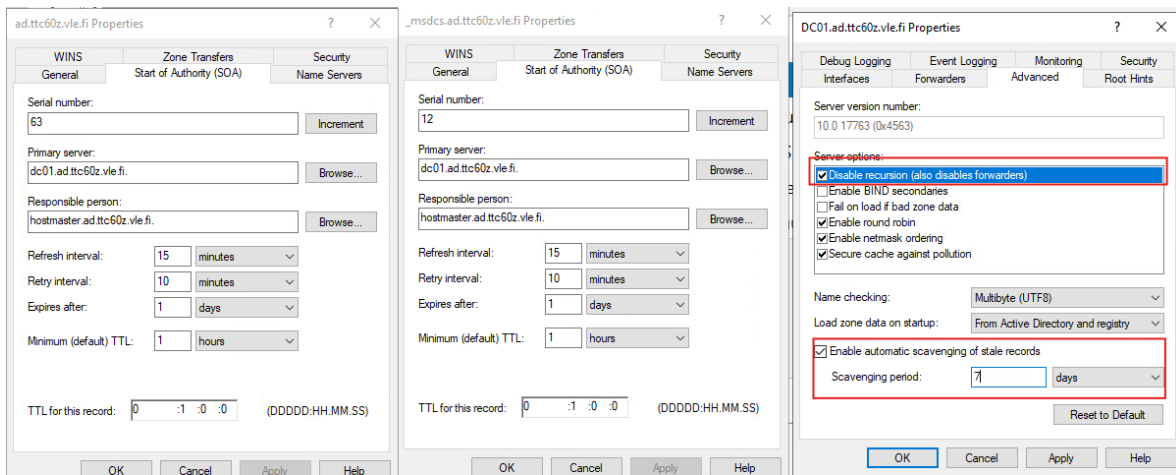 ad.ttc60z.vle.fi Properties
WINS Zone Transfers Security
General Start of Authority (SOA) Name Servers
Serial number:
63 Increment
Primary server:
dc01.ad.ttc60z.vle.fi. Browse...
Responsible person:
hostmaster.ad.ttc60z.vle.fi. Browse...
Refresh interval: 15 minutes
Retry interval: 10 minutes
Expires after: 1 days
Minimum (default) TTL: 1 hours
TTL for this record: 0 :1 :0 :0 (DDDDD:HH.MM.SS)
OK Cancel Apply Help
_msdcs.ad.ttc60z.vle.fi Properties
WINS Zone Transfers Security
General Start of Authority (SOA) Name Servers
Serial number:
12 Increment
Primary server:
dc01.ad.ttc60z.vle.fi. Browse...
Responsible person:
hostmaster.ad.ttc60z.vle.fi. Browse...
Refresh interval: 15 minutes
Retry interval: 10 minutes
Expires after: 1 days
Minimum (default) TTL: 1 hours
TTL for this record: 0 :1 :0 :0 (DDDDD:HH.MM.SS)
OK Cancel Apply Help
DC01.ad.ttc60z.vle.fi Properties
Debug Logging Event Logging Monitoring Security
Interfaces Forwarders Advanced Root Hints
Server version number:
10.0 17763 (0x4563)
Server options:
Disable recursion (also disables forwarders)
Enable BIND secondaries
Fail on load if bad zone data
Enable round robin
Enable netmask ordering
Secure cache against pollution
Name checking: Multibyte (UTF8)
Load zone data on startup: From Active Directory and registry
Enable automatic scavenging of stale records
Scavenging period: 7 days
Reset to Default
OK Cancel Apply Help